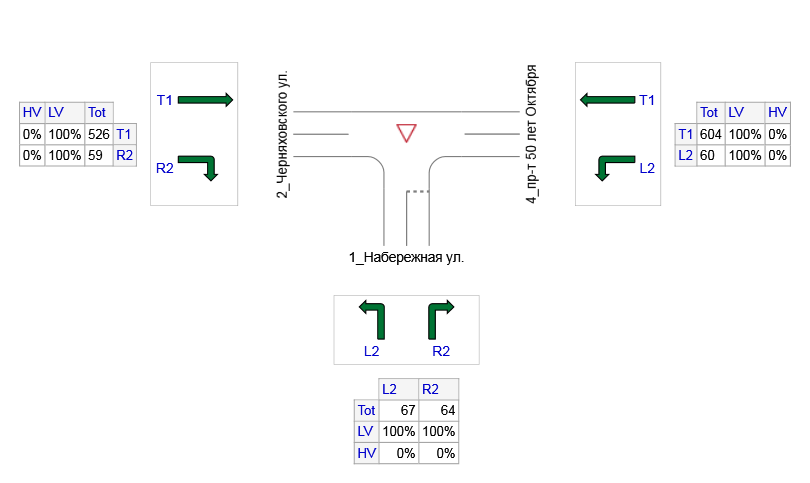 T1
R2
HV LV Tot
0% 100% 526 T1
0% 100% 59 R2
2_Черняховского ул.
4_пр-т 50 лет Октября
T1
L2
Tot LV HV
T1 604 100% 0%
L2 60 100% 0%
1_Набережная ул.
L2 R2
L2 R2
Tot 67 64
LV 100% 100%
HV 0% 0%